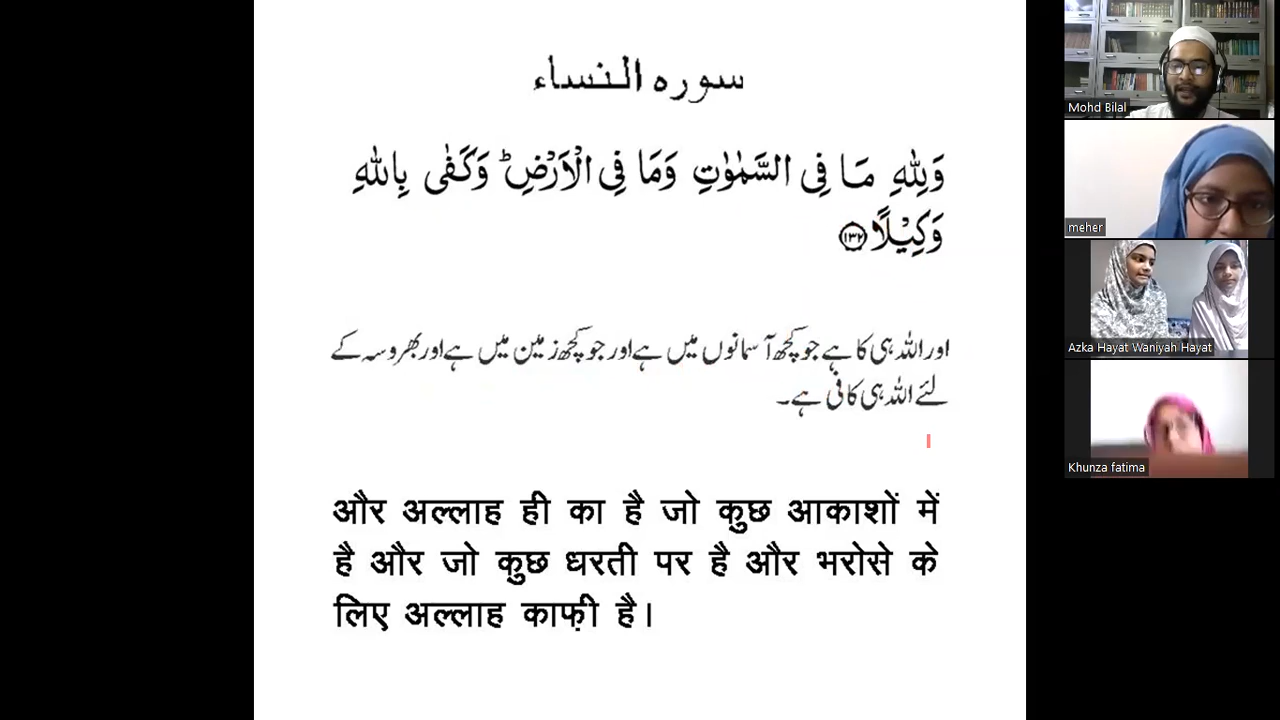 سورہ النساء
وَلِلّٰهِ مَا فِی السَّمٰوٰتِ وَمَا فِی الْاَرْضِ ؕ وَكَفٰی بِاللّٰهِ
وَكِیْلًا ۝۱۳۲
اور اللہ ہی کا ہے جو کچھ آسمانوں میں ہے اور جو کچھ زمین میں ہے اور بھروسہ کے
لئے اللہ ہی کافی ہے۔
और अल्लाह ही का है जो कुछ आकाशों में
है और जो कुछ धरती पर है और भरोसे के
लिए अल्लाह काफ़ी है।
Mohd Bilal
meher
Azka Hayat Waniyah Hayat
Khunza fatima